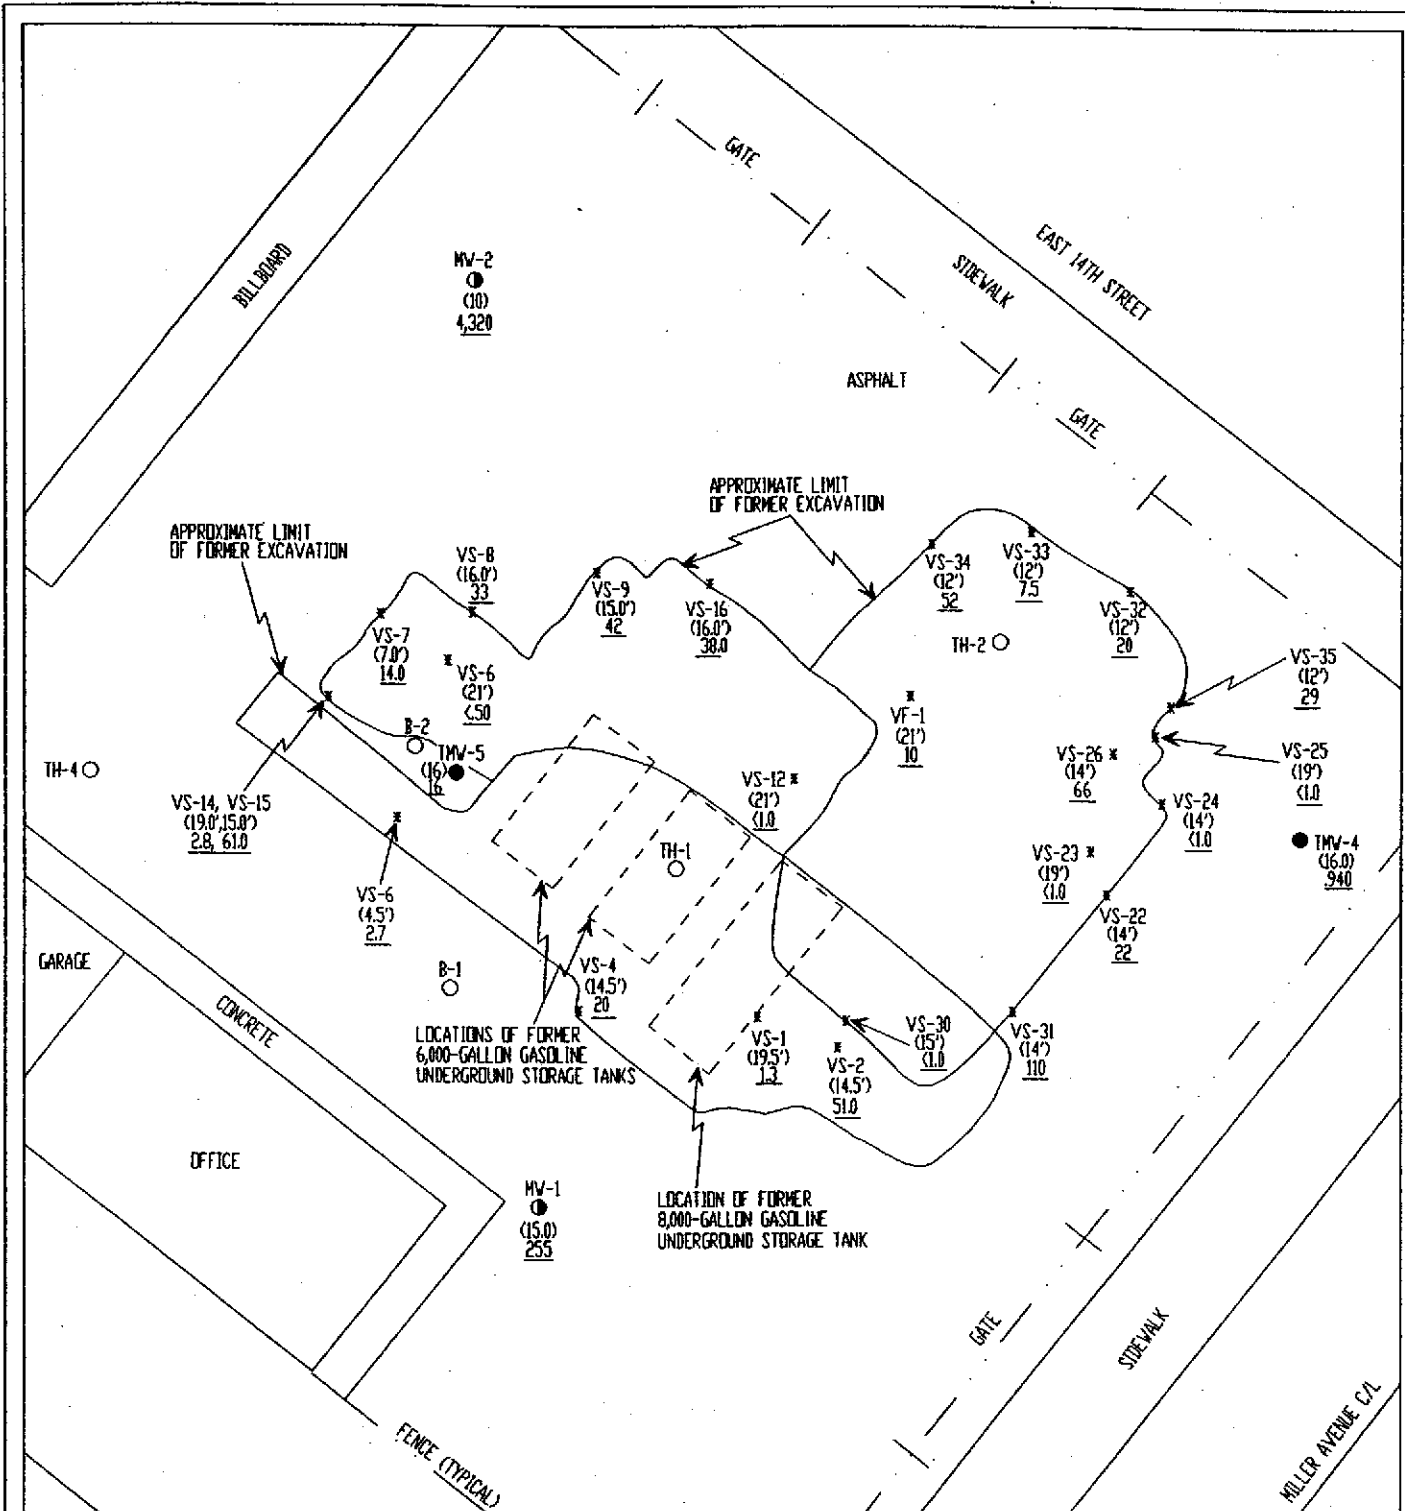 GATE
BILLBOARD
MW-2
(10)
4,320
SIDEWALK
EAST 14TH STREET
ASPHALT
GATE
APPROXIMATE LIMIT
OF FORMER EXCAVATION
APPROXIMATE LIMIT
OF FORMER EXCAVATION
VS-8
(16.0')
33
VS-9
(15.0')
42
VS-16
(16.0')
38.0
VS-34
(12')
52
VS-33
(12')
7.5
VS-32
(12')
20
VS-7
(7.0')
14.0
VS-6
(21')
<.50
TH-2
VS-35
(12')
29
VF-1
(21')
10
B-2
TMW-5
(16)
16
TH-4
VS-12
(21')
<1.0
VS-26
(14')
66
VS-25
(19')
<1.0
VS-14, VS-15
(19.0',15.0')
2.8, 61.0
VS-24
(14')
<1.0
TMW-4
(16.0)
.940
TH-1
VS-23
(19')
<1.0
VS-6
(4.5')
2.7
VS-22
(14')
22
GARAGE
B-1
VS-4
(14.5')
20
CONCRETE
LOCATIONS OF FORMER
6,000-GALLON GASOLINE
UNDERGROUND STORAGE TANKS
VS-1
(19.5')
1.3
VS-2
(14.5')
51.0
VS-30
(15')
<1.0
VS-31
(14')
110
OFFICE
MW-1
(15.0)
255
LOCATION OF FORMER
8,000-GALLON GASOLINE
UNDERGROUND STORAGE TANK
GATE
SIDEWALK
MILLER AVENUE C/L
FENCE (TYPICAL)